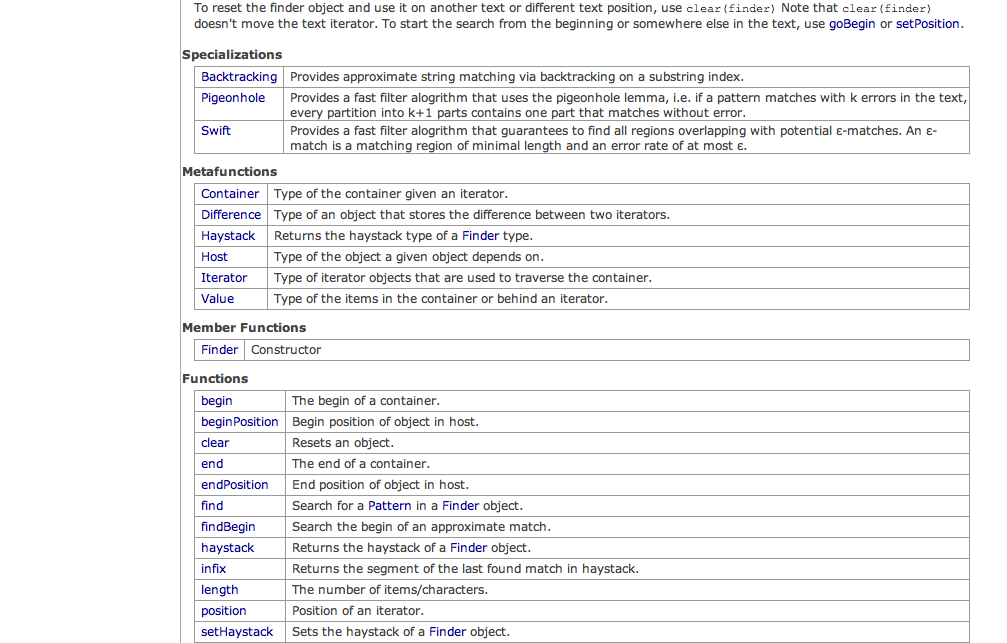 To reset the finder object and use it on another text or different text position, use clear(finder) Note that clear(finder)
doesn't move the text iterator. To start the search from the beginning or somewhere else in the text, use goBegin or setPosition.
Specializations
Backtracking Provides approximate string matching via backtracking on a substring index.
Pigeonhole Provides a fast filter alogrithm that uses the pigeonhole lemma, i.e. if a pattern matches with k errors in the text,
every partition into k+1 parts contains one part that matches without error.
Swift Provides a fast filter alogrithm that guarantees to find all regions overlapping with potential ε-matches. An ε-
match is a matching region of minimal length and an error rate of at most ε.
Metafunctions
Container Type of the container given an iterator.
Difference Type of an object that stores the difference between two iterators.
Haystack Returns the haystack type of a Finder type.
Host Type of the object a given object depends on.
Iterator Type of iterator objects that are used to traverse the container.
Value Type of the items in the container or behind an iterator.
Member Functions
Finder Constructor
Functions
begin The begin of a container.
beginPosition Begin position of object in host.
clear Resets an object.
end The end of a container.
endPosition End position of object in host.
find Search for a Pattern in a Finder object.
findBegin Search the begin of an approximate match.
haystack Returns the haystack of a Finder object.
infix Returns the segment of the last found match in haystack.
length The number of items/characters.
position Position of an iterator.
setHaystack Sets the haystack of a Finder object.